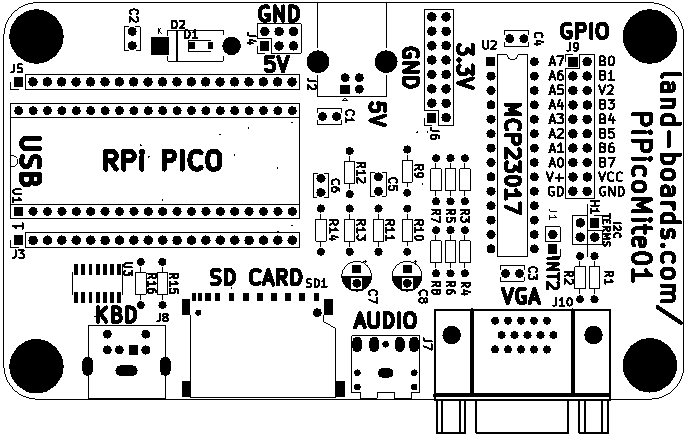 C2
D2
K
D1
GND
J4
5V
J5
J2
GND
3.3V
J6
5V
C1
U2
C4
GPIO
J9
A7 B0
A6 B1
A5 V2
A4 B3
A3 B4
A2 B5
A1 B6
A0 B7
V+ VCC
GD GND
MCP23017
land-boards.com/
PiPicoMite01
USB
RPi PICO
U1
1
J3
R12
R9
C6
C5
R14
R13
R11
R10
R7
R5
R3
R8
R6
R4
J1
INT2
H1
I2C
TERMS
R2
R1
C3
VGA
J10
U3
R16
R15
SD CARD
SD1
C7
C8
KBD
J8
AUDIO
J7